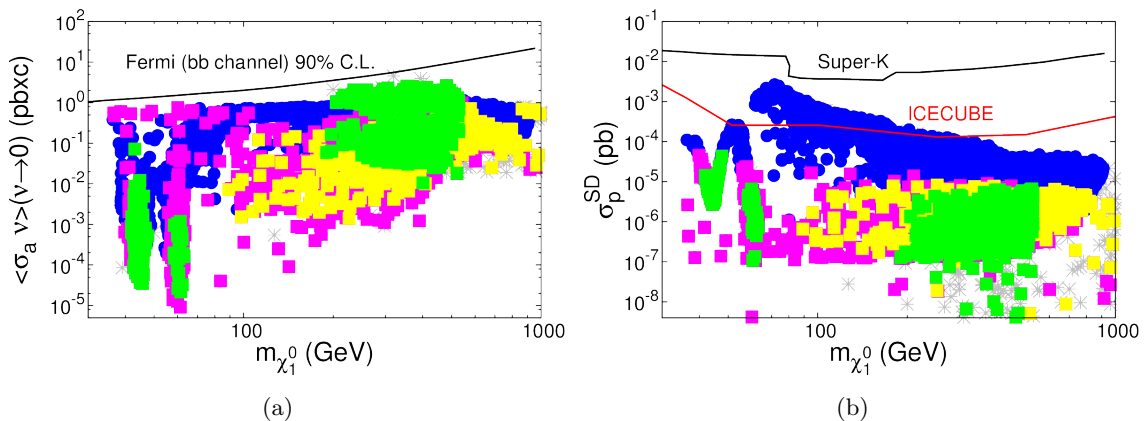 <σₐ ν>(ν→0) (pbxc)
10²
10¹
10⁰
10⁻¹
10⁻²
10⁻³
10⁻⁴
10⁻⁵
Fermi (bb channel) 90% C.L.
100
1000
m_χ₁⁰ (GeV)
(a)
σ_p^SD (pb)
10⁻¹
10⁻²
10⁻³
10⁻⁴
10⁻⁵
10⁻⁶
10⁻⁷
10⁻⁸
Super-K
ICECUBE
100
1000
m_χ₁⁰ (GeV)
(b)